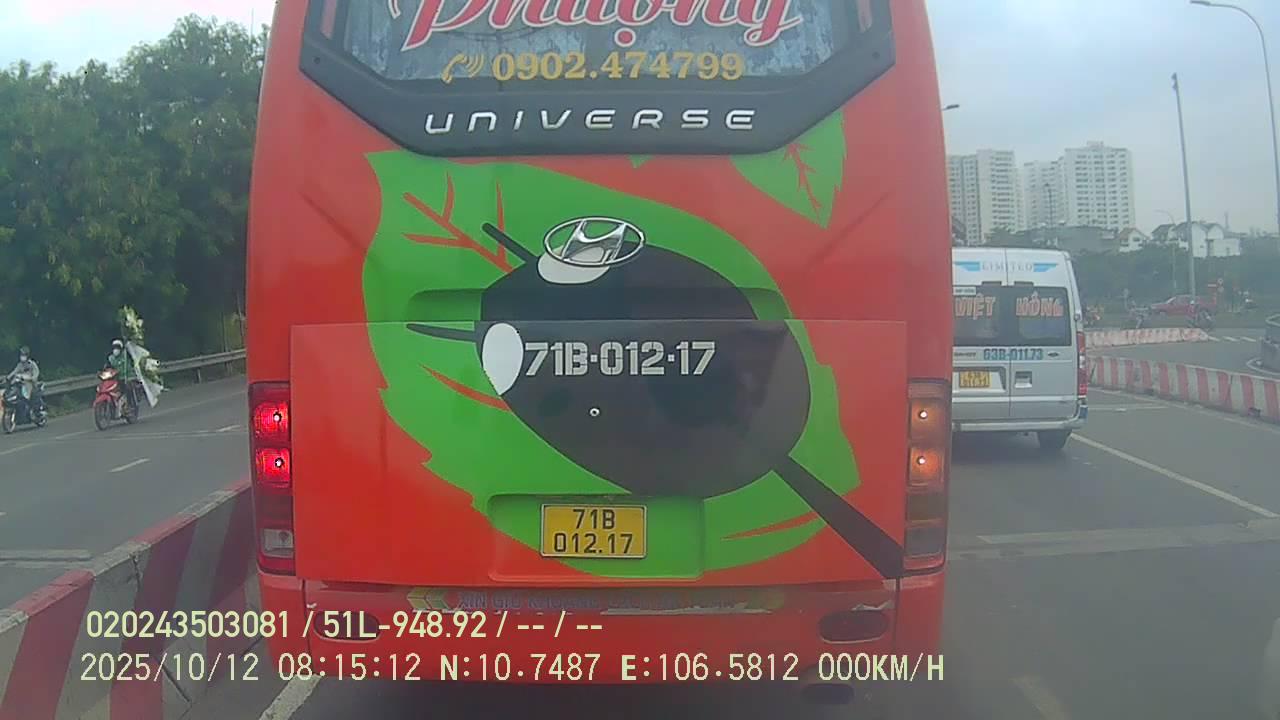 Phượng
0902.474799
UNIVERSE
LIMITED
VIỆT HỒNG
63B-011.73
71B-012-17
71B
012.17
020243503081 / 51L-948.92 / -- / --
2025/10/12 08:15:12 N:10.7487 E:106.5812 000KM/H